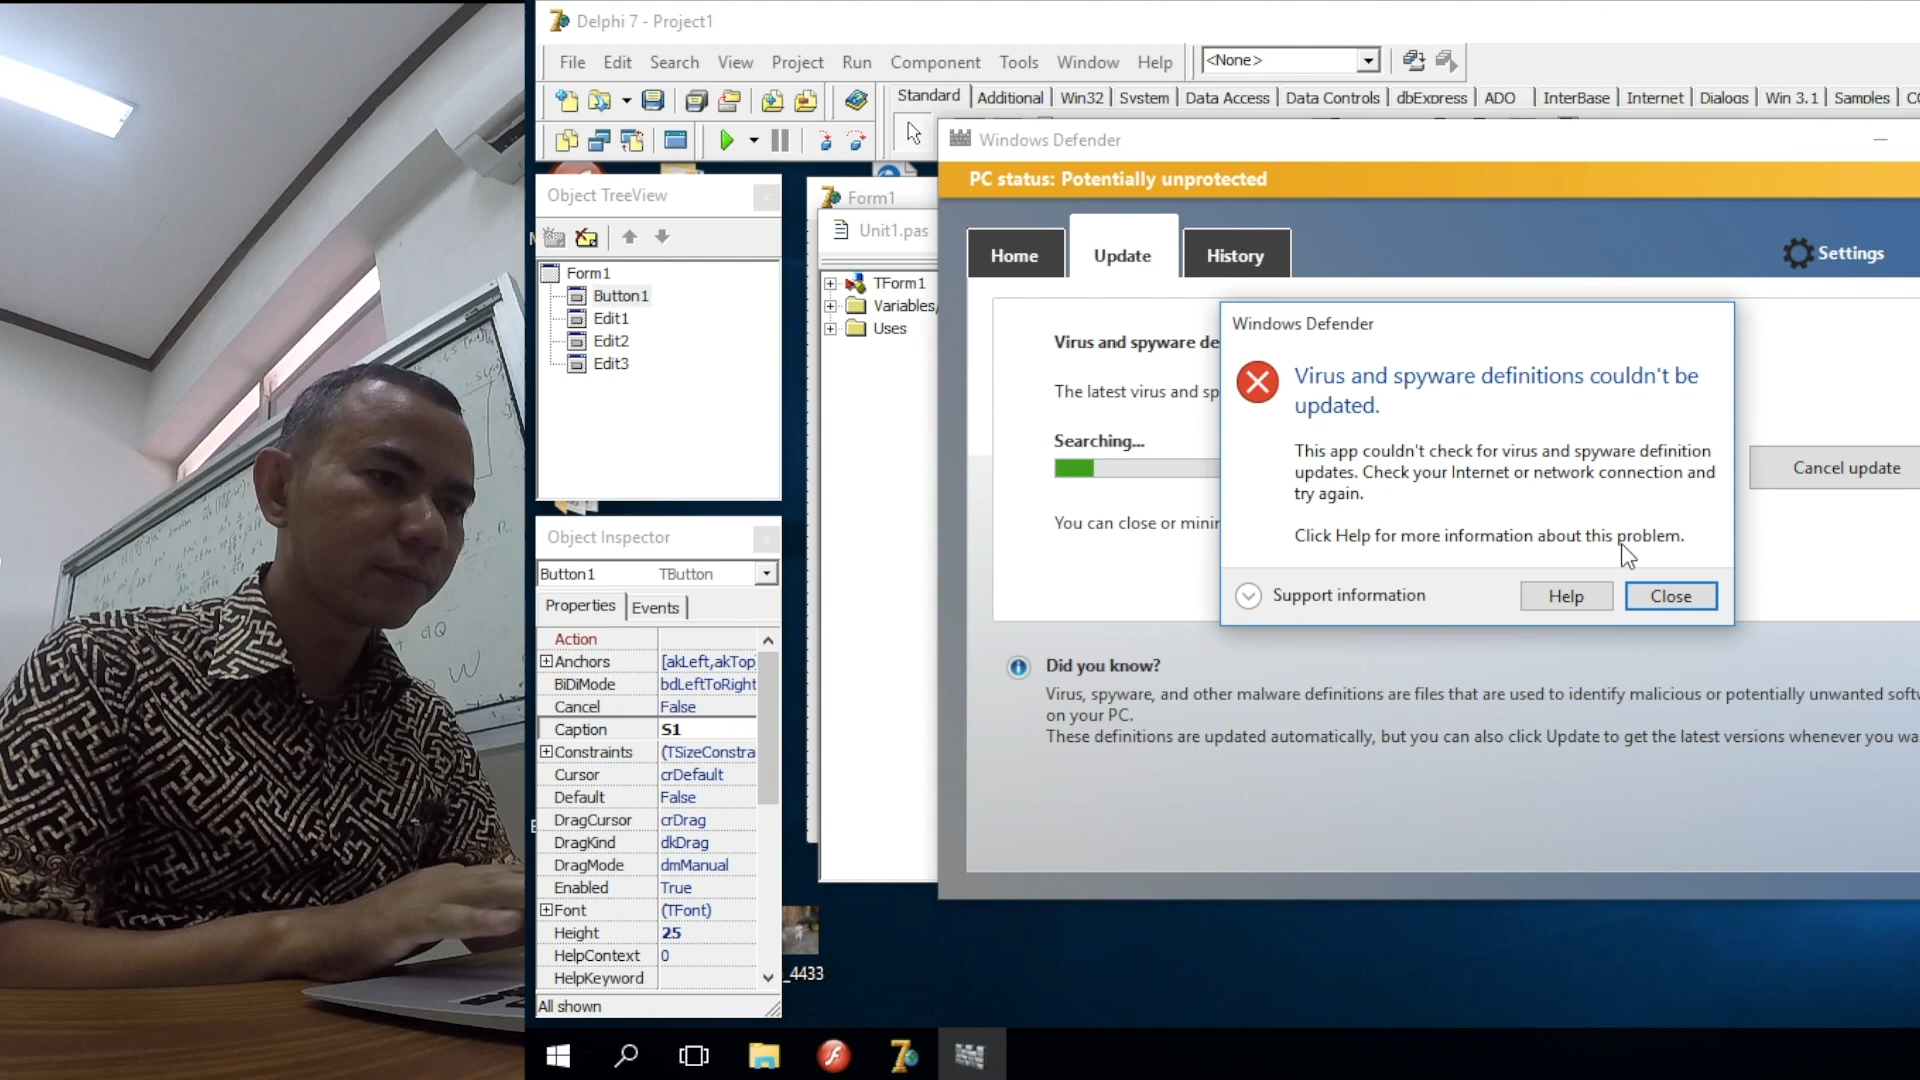 Delphi 7 - Project1
File Edit Search View Project Run Component Tools Window Help <None>
Standard Additional Win32 System Data Access Data Controls dbExpress ADO InterBase Internet Dialogs Win 3.1 Samples
Windows Defender
PC status: Potentially unprotected
Object TreeView
Form1
Unit1.pas
Home Update History
Settings
Form1
Button1
Edit1
Edit2
Edit3
TForm1
Variables/
Uses
Virus and spyware de
The latest virus and sp
Searching...
You can close or minir
Cancel update
Windows Defender
Virus and spyware definitions couldn't be
updated.
This app couldn't check for virus and spyware definition
updates. Check your Internet or network connection and
try again.
Click Help for more information about this problem.
Support information Help Close
Did you know?
Virus, spyware, and other malware definitions are files that are used to identify malicious or potentially unwanted softw
on your PC.
These definitions are updated automatically, but you can also click Update to get the latest versions whenever you wa
Object Inspector
Button1 TButton
Properties Events
Action
Anchors [akLeft,akTop
BiDiMode bdLeftToRight
Cancel False
Caption S1
Constraints (TSizeConstra
Cursor crDefault
Default False
DragCursor crDrag
DragKind dkDrag
DragMode dmManual
Enabled True
Font (TFont)
Height 25
HelpContext 0
HelpKeyword
All shown
_4433